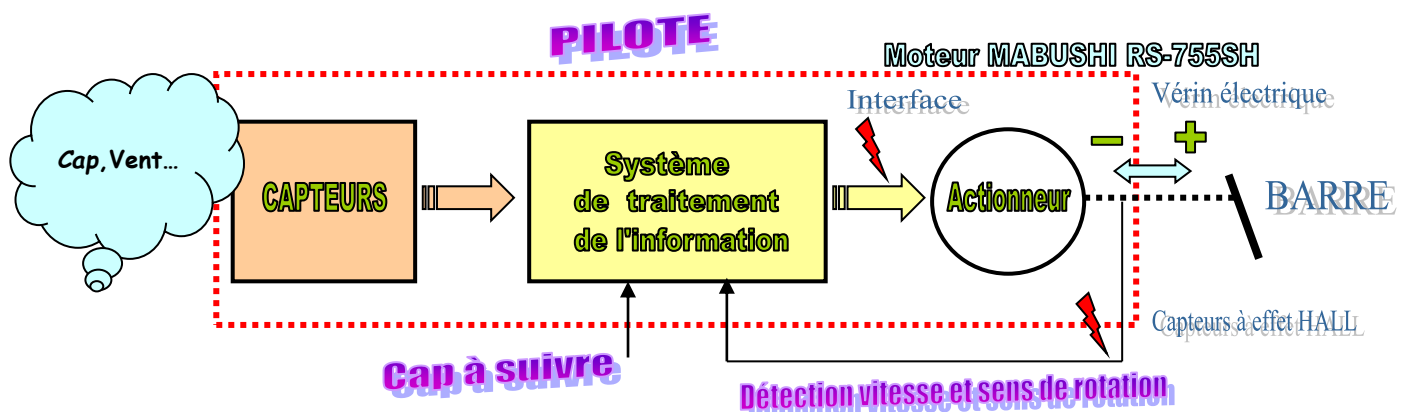 PILOTE
Moteur MABUSHI RS-755SH
Interface
Vérin électrique
Cap,Vent…
CAPTEURS
Système
de traitement
de l'information
Actionneur
BARRE
Capteurs à effet HALL
Cap à suivre
Détection vitesse et sens de rotation